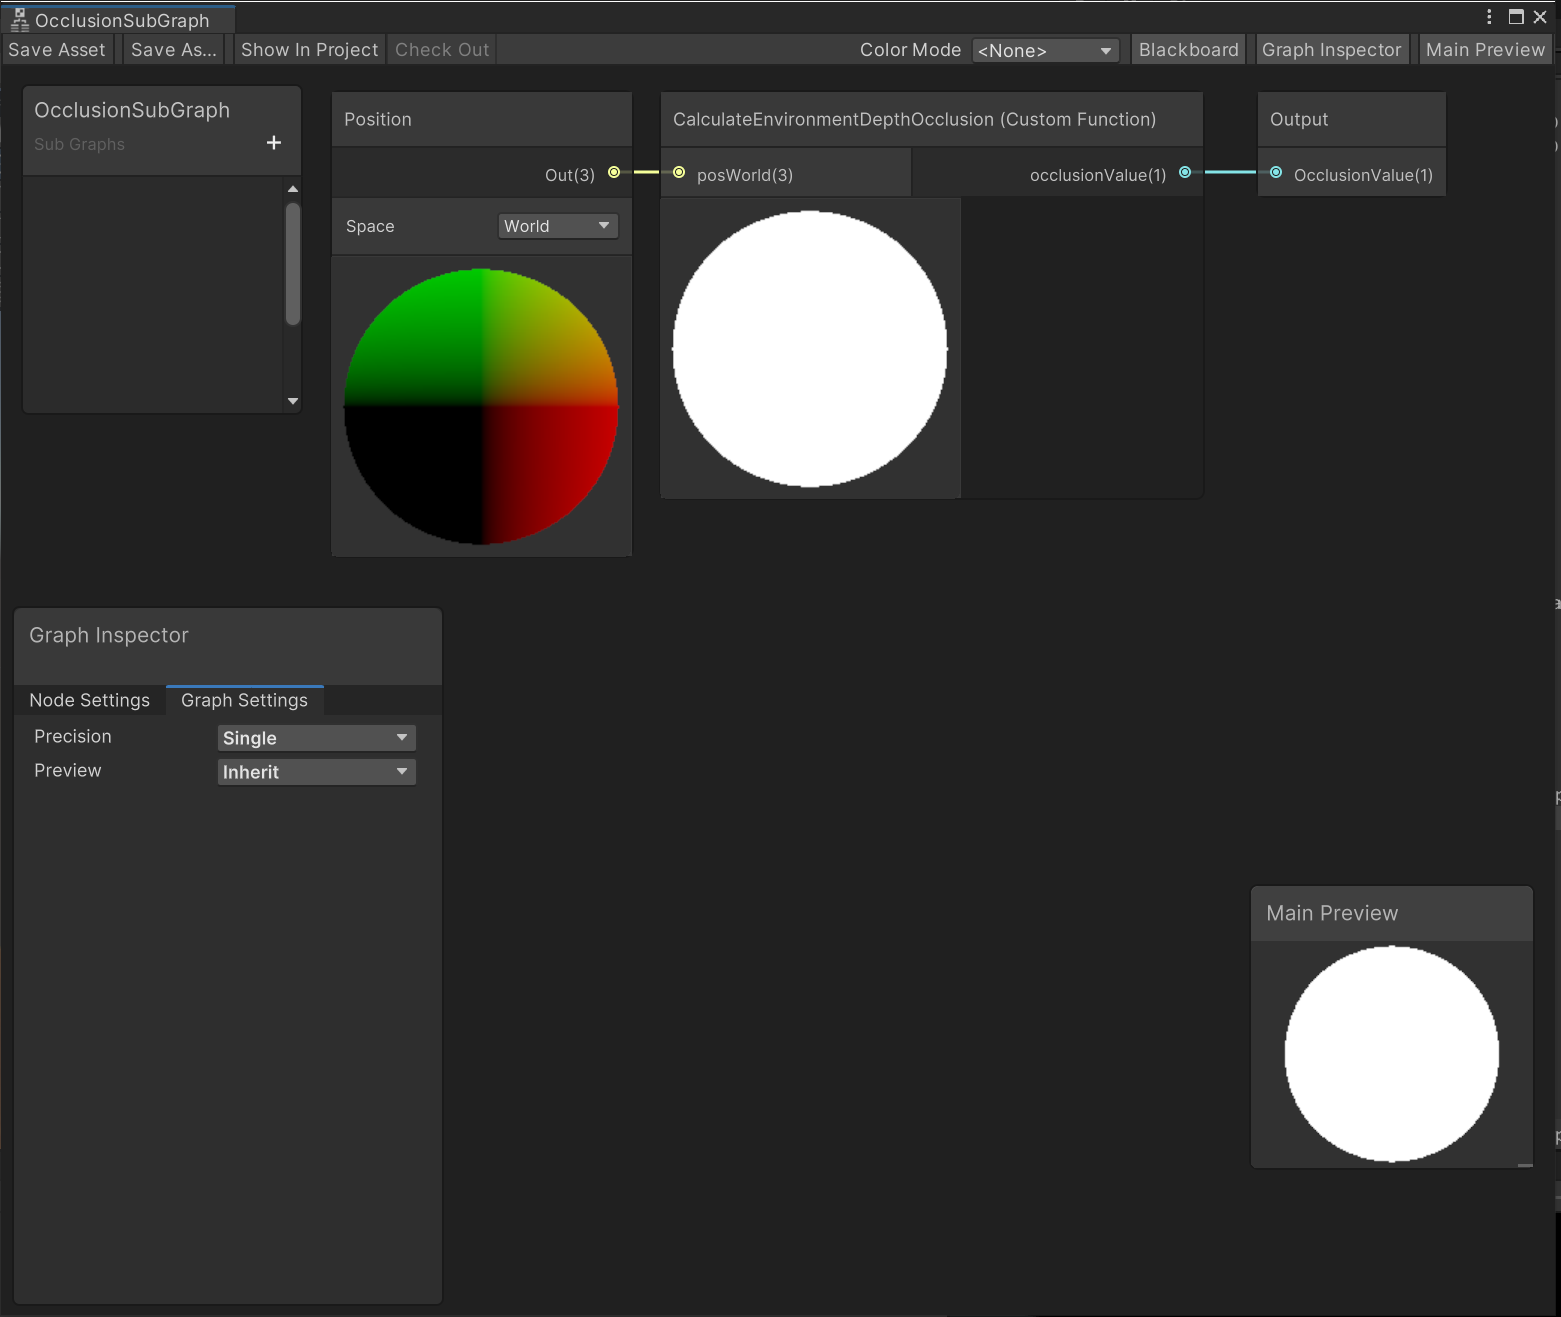 OcclusionSubGraph
Save Asset Save As... Show In Project Check Out Color Mode <None> Blackboard Graph Inspector Main Preview
OcclusionSubGraph
Sub Graphs +
Position
Out(3)
Space World
CalculateEnvironmentDepthOcclusion (Custom Function)
posWorld(3) occlusionValue(1)
Output
OcclusionValue(1)
Graph Inspector
Node Settings Graph Settings
Precision Single
Preview Inherit
Main Preview